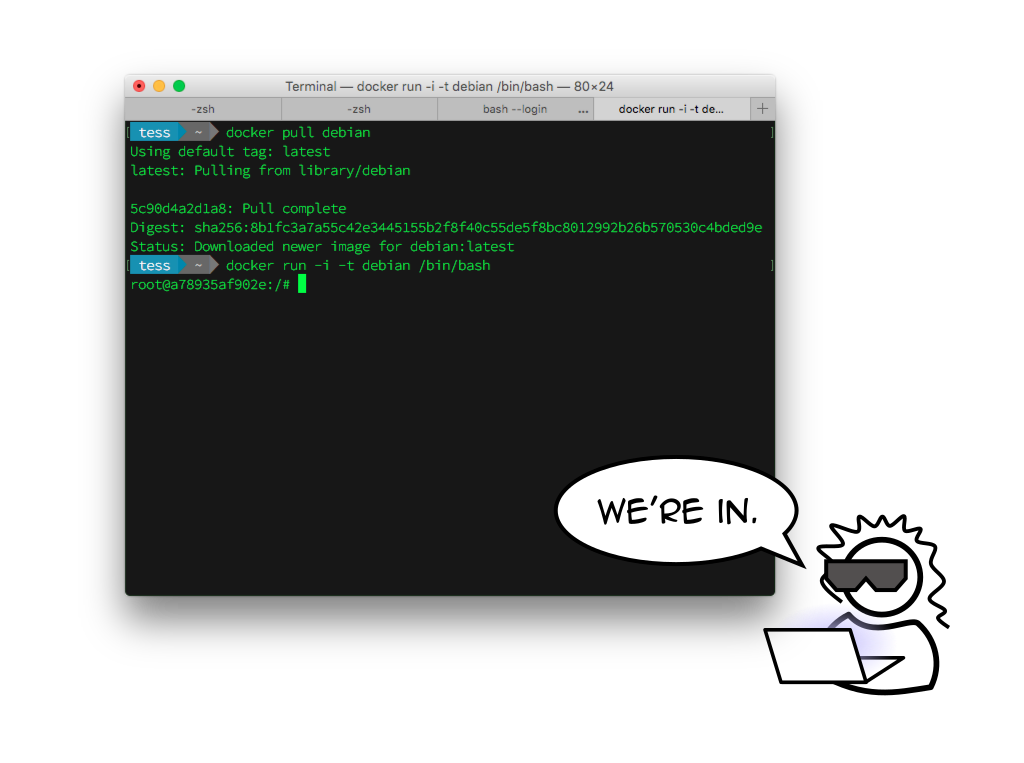 Terminal — docker run -i -t debian /bin/bash — 80×24
-zsh -zsh bash --login ... docker run -i -t de... +
[ tess ~ docker pull debian ]
Using default tag: latest
latest: Pulling from library/debian
5c90d4a2d1a8: Pull complete
Digest: sha256:8b1fc3a7a55c42e3445155b2f8f40c55de5f8bc8012992b26b570530c4bded9e
Status: Downloaded newer image for debian:latest
[ tess ~ docker run -i -t debian /bin/bash ]
root@a78935af902e:/#
WE'RE IN.